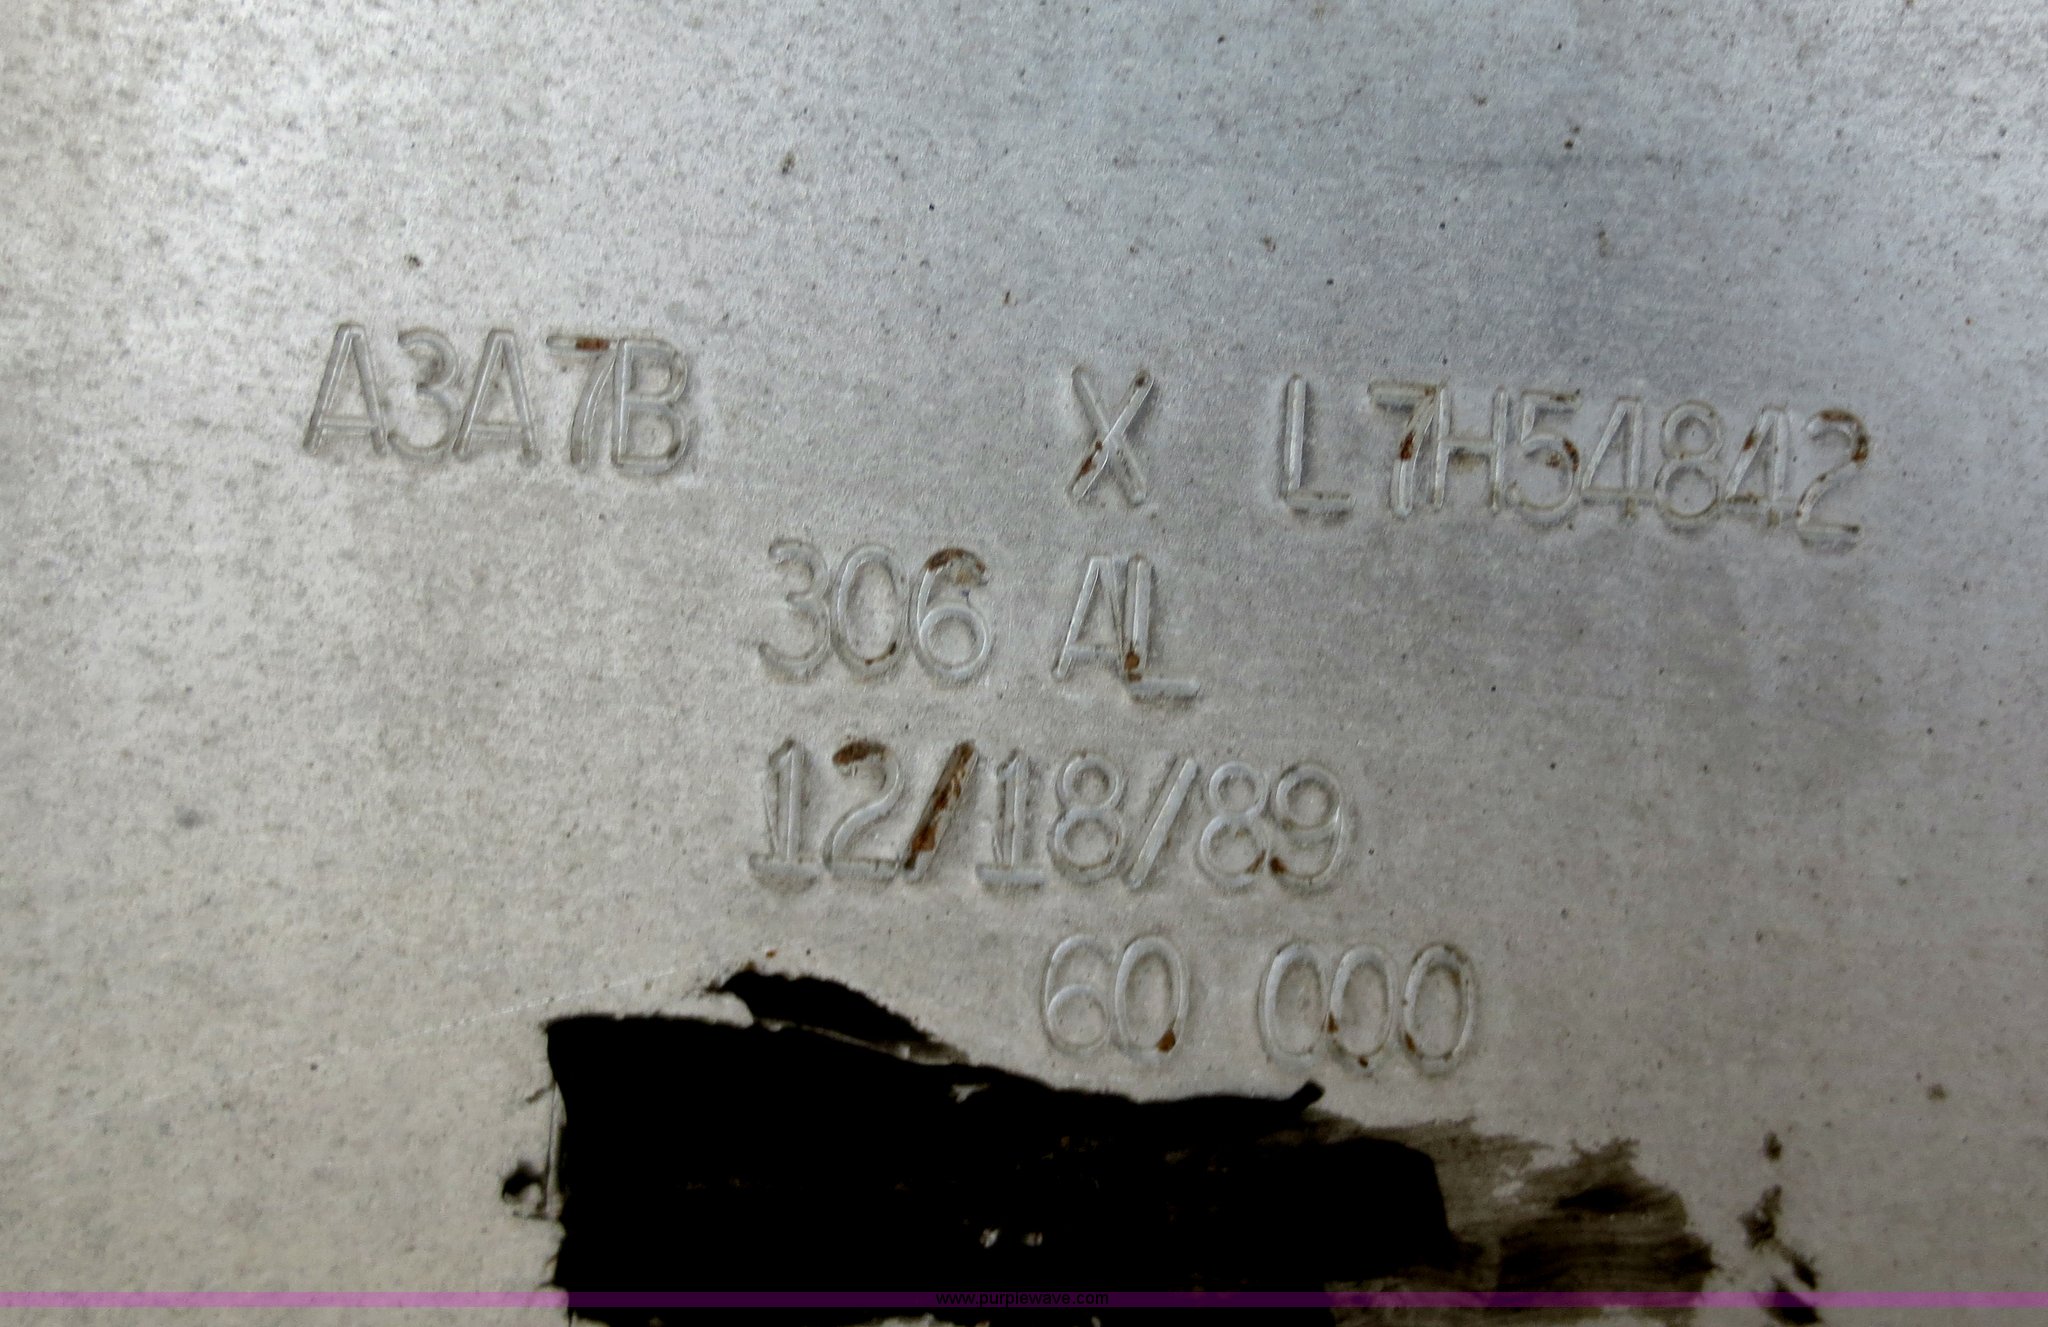 A3A7B X L7H54842
306 AL
12/18/89
60 000
www.purplewave.com